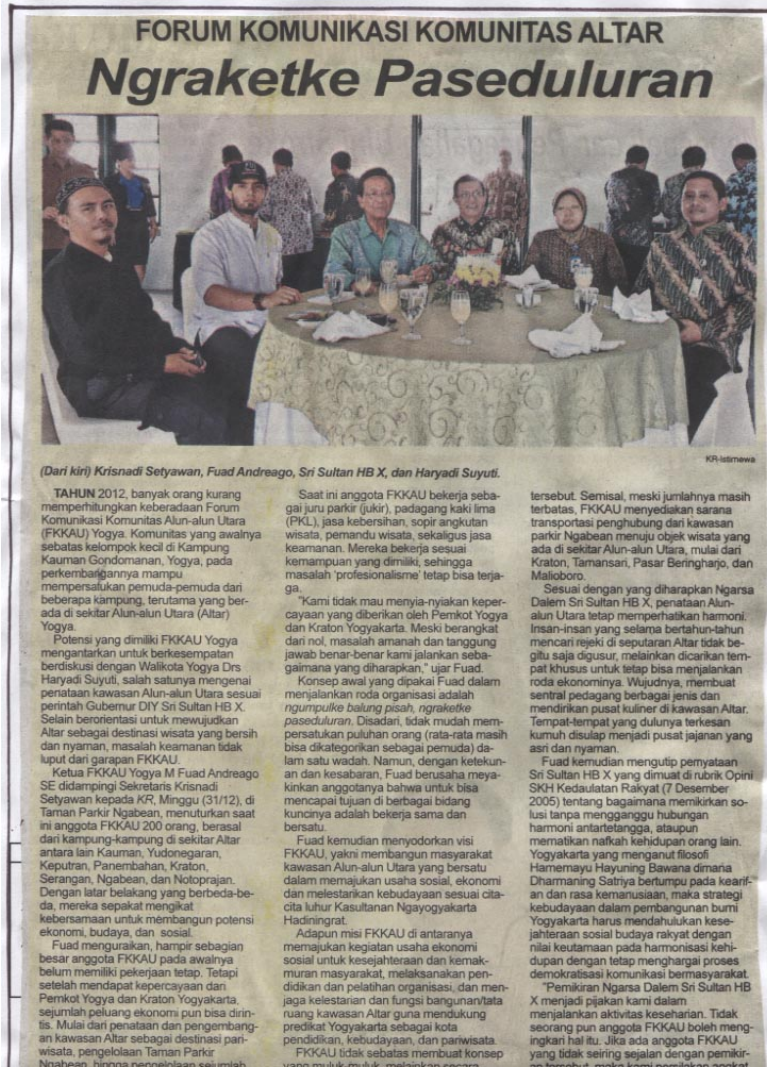 FORUM KOMUNIKASI KOMUNITAS ALTAR
Ngraketke Paseduluran
KR-Istimewa
(Dari kiri) Krisnadi Setyawan, Fuad Andreago, Sri Sultan HB X, dan Haryadi Suyuti.
TAHUN 2012, banyak orang kurang
memperhitungkan keberadaan Forum
Komunikasi Komunitas Alun-alun Utara
(FKKAU) Yogya. Komunitas yang awalnya
sebatas kelompok kecil di Kampung
Kauman Gondomanan, Yogya, pada
perkembangannya mampu
mempersatukan pemuda-pemuda dari
beberapa kampung, terutama yang ber-
ada di sekitar Alun-alun Utara (Altar)
Yogya.
Potensi yang dimiliki FKKAU Yogya
mengantarkan untuk berkesempatan
berdiskusi dengan Walikota Yogya Drs
Haryadi Suyuti, salah satunya mengenai
penataan kawasan Alun-alun Utara sesuai
perintah Gubernur DIY Sri Sultan HB X.
Selain berorientasi untuk mewujudkan
Altar sebagai destinasi wisata yang bersih
dan nyaman, masalah keamanan tidak
luput dari garapan FKKAU.
Ketua FKKAU Yogya M Fuad Andreago
SE didampingi Sekretaris Krisnadi
Setyawan kepada KR, Minggu (31/12), di
Taman Parkir Ngabean, menuturkan saat
ini anggota FKKAU 200 orang, berasal
dari kampung-kampung di sekitar Altar
antara lain Kauman, Yudonegaran,
Keputran, Panembahan, Kraton,
Serangan, Ngabean, dan Notoprajan.
Dengan latar belakang yang berbeda-be-
da, mereka sepakat mengikat
kebersamaan untuk membangun potensi
ekonomi, budaya, dan sosial.
Fuad menguraikan, hampir sebagian
besar anggota FKKAU pada awalnya
belum memiliki pekerjaan tetap. Tetapi
setelah mendapat kepercayaan dari
Pemkot Yogya dan Kraton Yogyakarta,
sejumlah peluang ekonomi pun bisa dirin-
tis. Mulai dari penataan dan pengembang-
an kawasan Altar sebagai destinasi pari-
wisata, pengelolaan Taman Parkir
Ngabean, hingga pengelolaan sejumlah
Saat ini anggota FKKAU bekerja seba-
gai juru parkir (jukir), padagang kaki lima
(PKL), jasa kebersihan, sopir angkutan
wisata, pemandu wisata, sekaligus jasa
keamanan. Mereka bekerja sesuai
kemampuan yang dimiliki, sehingga
masalah 'profesionalisme' tetap bisa terja-
ga.
"Kami tidak mau menyia-nyiakan keper-
cayaan yang diberikan oleh Pemkot Yogya
dan Kraton Yogyakarta. Meski berangkat
dari nol, masalah amanah dan tanggung
jawab benar-benar kami jalankan seba-
gaimana yang diharapkan," ujar Fuad.
Konsep awal yang dipakai Fuad dalam
menjalankan roda organisasi adalah
ngumpulke balung pisah, ngraketke
paseduluran. Disadari, tidak mudah mem-
persatukan puluhan orang (rata-rata masih
bisa dikategorikan sebagai pemuda) da-
lam satu wadah. Namun, dengan ketekun-
an dan kesabaran, Fuad berusaha meya-
kinkan anggotanya bahwa untuk bisa
mencapai tujuan di berbagai bidang
kuncinya adalah bekerja sama dan
bersatu.
Fuad kemudian menyodorkan visi
FKKAU, yakni membangun masyarakat
kawasan Alun-alun Utara yang bersatu
dalam memajukan usaha sosial, ekonomi
dan melestarikan kebudayaan sesuai cita-
cita luhur Kasultanan Ngayogyakarta
Hadiningrat.
Adapun misi FKKAU di antaranya
memajukan kegiatan usaha ekonomi
sosial untuk kesejahteraan dan kemak-
muran masyarakat, melaksanakan pen-
didikan dan pelatihan organisasi, dan men-
jaga kelestarian dan fungsi bangunan/tata
ruang kawasan Altar guna mendukung
predikat Yogyakarta sebagai kota
pendidikan, kebudayaan, dan pariwisata.
FKKAU tidak sebatas membuat konsep
yang muluk-muluk, melainkan secara
tersebut. Semisal, meski jumlahnya masih
terbatas, FKKAU menyediakan sarana
transportasi penghubung dari kawasan
parkir Ngabean menuju objek wisata yang
ada di sekitar Alun-alun Utara, mulai dari
Kraton, Tamansari, Pasar Beringharjo, dan
Malioboro.
Sesuai dengan yang diharapkan Ngarsa
Dalem Sri Sultan HB X, penataan Alun-
alun Utara tetap memperhatikan harmoni.
Insan-insan yang selama bertahun-tahun
mencari rejeki di seputaran Altar tidak be-
gitu saja digusur, melainkan dicarikan tem-
pat khusus untuk tetap bisa menjalankan
roda ekonominya. Wujudnya, membuat
sentral pedagang berbagai jenis dan
mendirikan pusat kuliner di kawasan Altar.
Tempat-tempat yang dulunya terkesan
kumuh disulap menjadi pusat jajanan yang
asri dan nyaman.
Fuad kemudian mengutip pernyataan
Sri Sultan HB X yang dimuat di rubrik Opini
SKH Kedaulatan Rakyat (7 Desember
2005) tentang bagaimana memikirkan so-
lusi tanpa mengganggu hubungan
harmoni antartetangga, ataupun
mematikan nafkah kehidupan orang lain.
Yogyakarta yang menganut filosofi
Hamemayu Hayuning Bawana dimana
Dharmaning Satriya bertumpu pada kearif-
an dan rasa kemanusiaan, maka strategi
kebudayaan dalam pembangunan bumi
Yogyakarta harus mendahulukan kese-
jahteraan sosial budaya rakyat dengan
nilai keutamaan pada harmonisasi kehi-
dupan dengan tetap menghargai proses
demokratisasi komunikasi bermasyarakat.
"Pemikiran Ngarsa Dalem Sri Sultan HB
X menjadi pijakan kami dalam
menjalankan aktivitas keseharian. Tidak
seorang pun anggota FKKAU boleh meng-
ingkari hal itu. Jika ada anggota FKKAU
yang tidak seiring sejalan dengan pemikir-
an tersebut, maka kami persilakan angkat